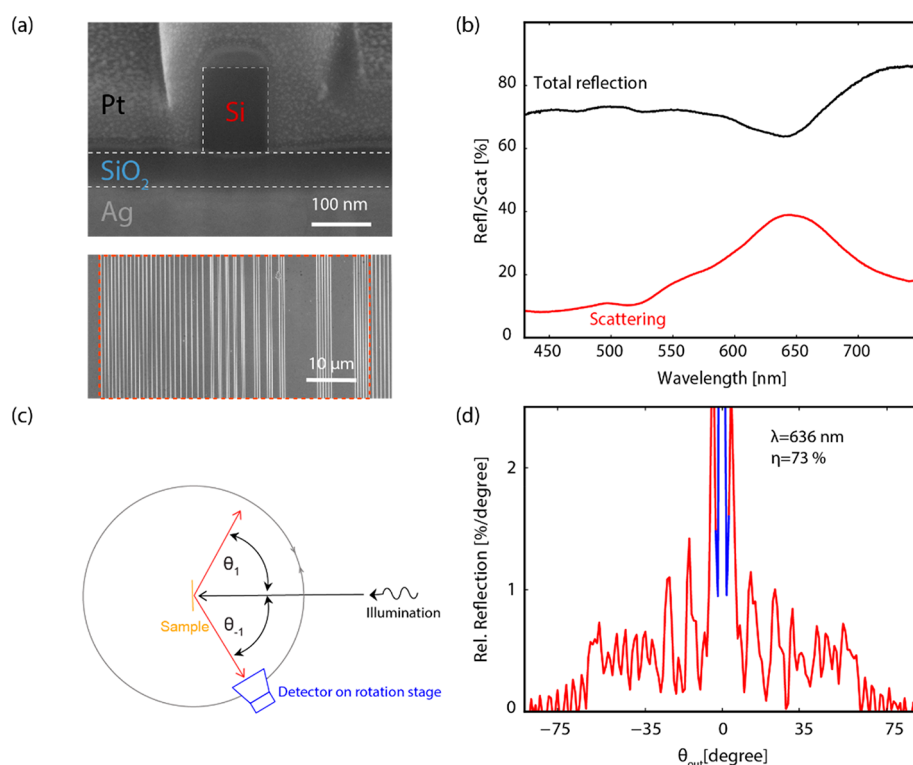 (a)
Pt
Si
SiO2
Ag
100 nm
10 µm
(b)
Total reflection
Scattering
Refl/Scat [%]
80
60
40
20
0
450
500
550
600
650
700
Wavelength [nm]
(c)
θ1
θ-1
Sample
Illumination
Detector on rotation stage
(d)
λ=636 nm
η=73 %
Rel. Reflection [%/degree]
2
1
0
−75
−35
0
35
75
θout[degree]